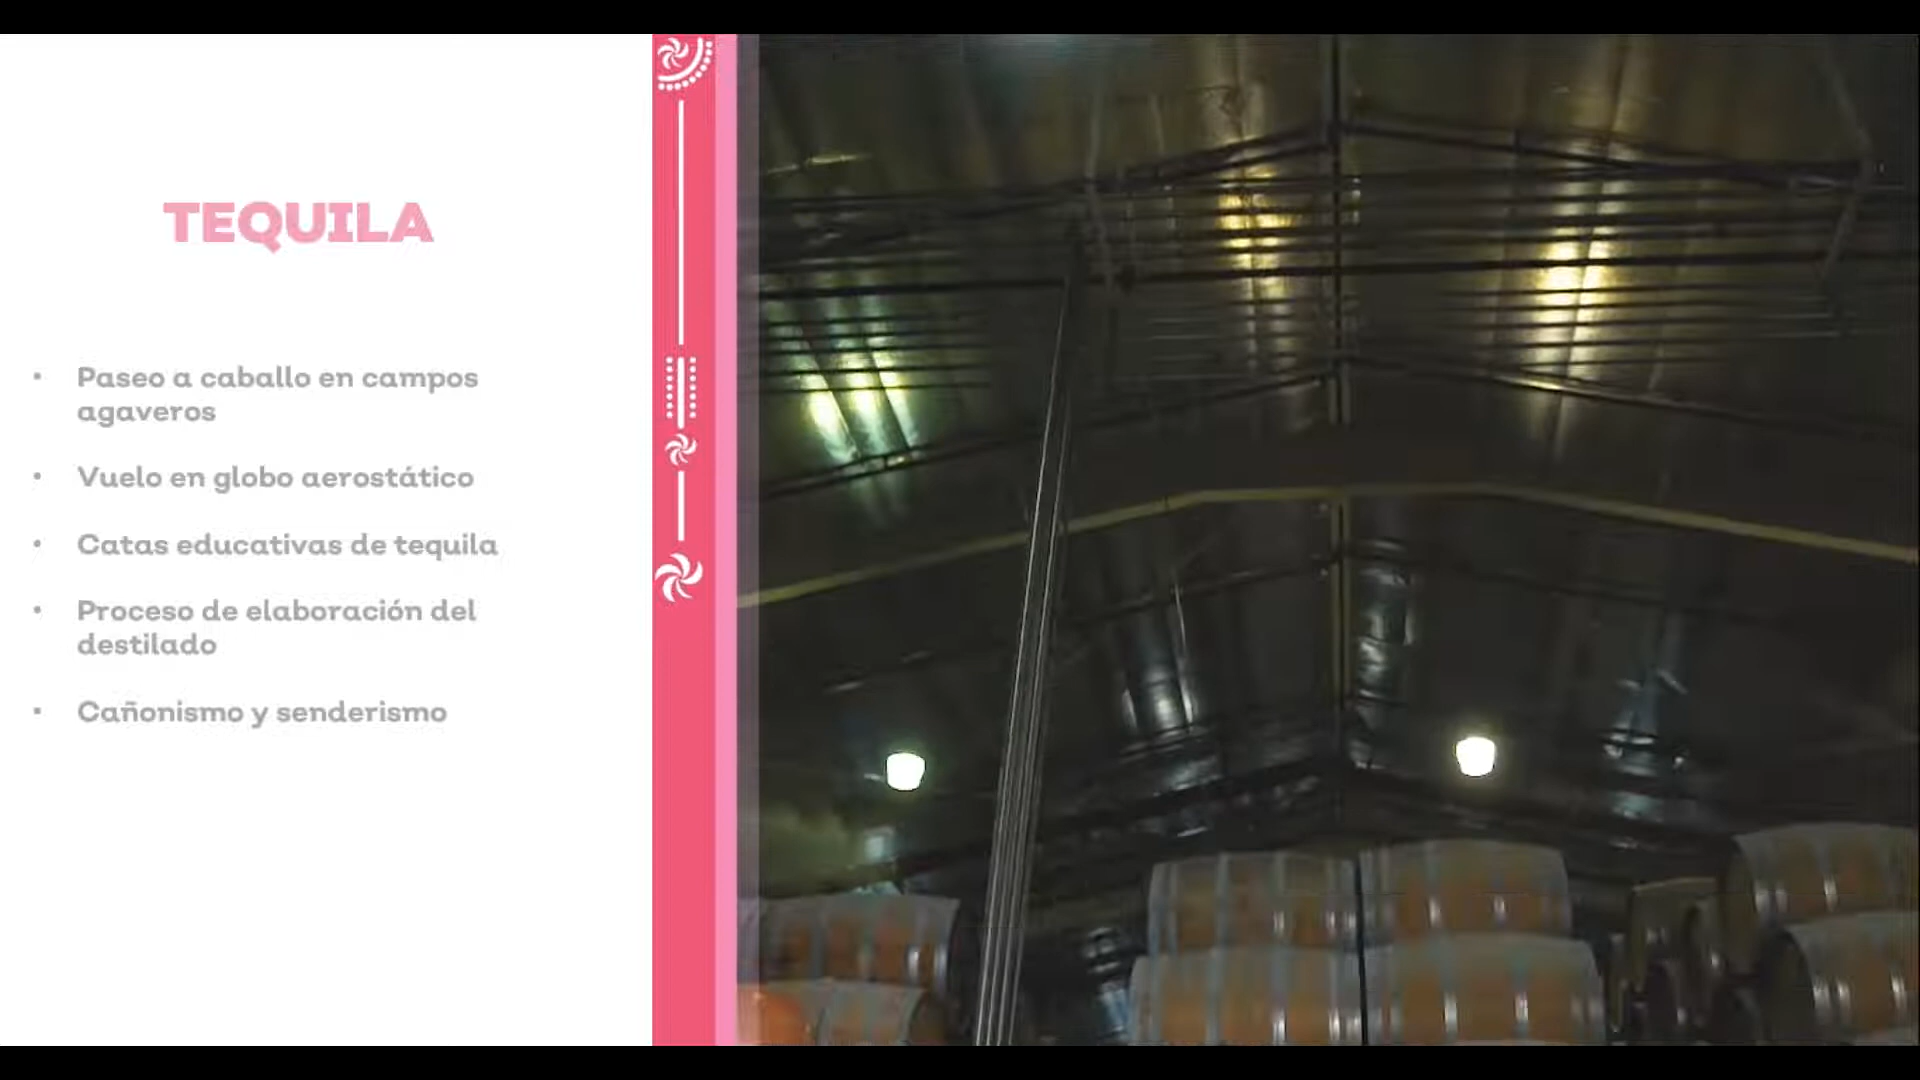 TEQUILA
• Paseo a caballo en campos
agaveros
• Vuelo en globo aerostático
• Catas educativas de tequila
• Proceso de elaboración del
destilado
• Cañonismo y senderismo